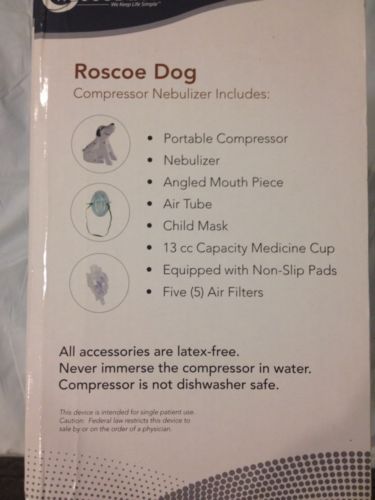 We Keep Life Simple™
Roscoe Dog
Compressor Nebulizer Includes:
• Portable Compressor
• Nebulizer
• Angled Mouth Piece
• Air Tube
• Child Mask
• 13 cc Capacity Medicine Cup
• Equipped with Non-Slip Pads
• Five (5) Air Filters
All accessories are latex-free.
Never immerse the compressor in water.
Compressor is not dishwasher safe.
This device is intended for single patient use.
Caution: Federal law restricts this device to
sale by or on the order of a physician.